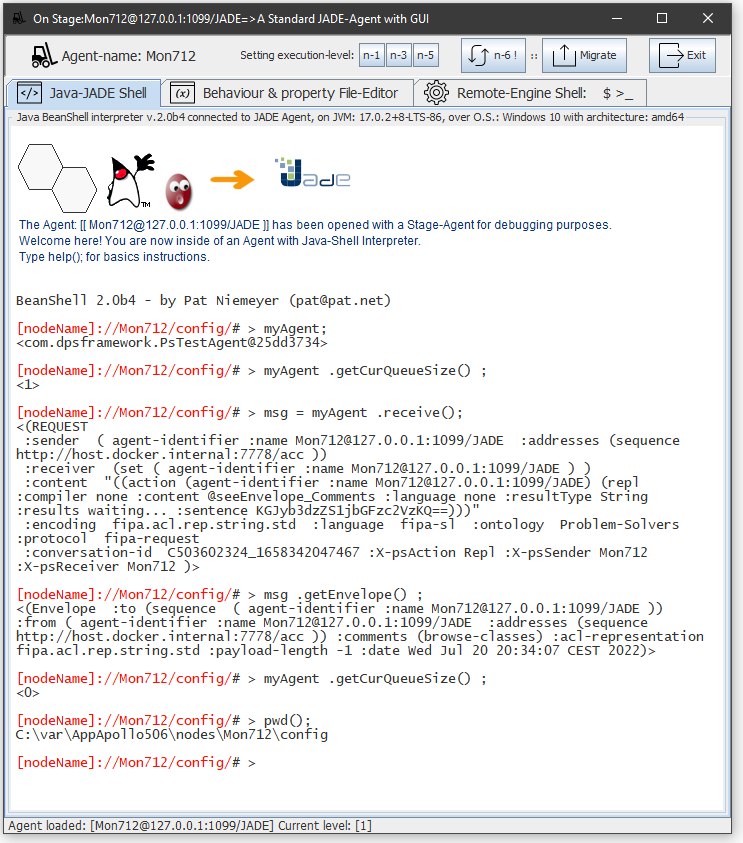 On Stage:Mon712@127.0.0.1:1099/JADE=>A Standard JADE-Agent with GUI
Agent-name: Mon712 Setting execution-level: n-1 n-3 n-5 n-6 ! :: Migrate Exit
</> Java-JADE Shell (x) Behaviour & property File-Editor Remote-Engine Shell: $ >_
Java BeanShell interpreter v.2.0b4 connected to JADE Agent, on JVM: 17.0.2+8-LTS-86, over O.S.: Windows 10 with architecture: amd64
TM Jade
The Agent: [[ Mon712@127.0.0.1:1099/JADE ]] has been opened with a Stage-Agent for debugging purposes.
Welcome here! You are now inside of an Agent with Java-Shell Interpreter.
Type help(); for basics instructions.
BeanShell 2.0b4 - by Pat Niemeyer (pat@pat.net)
[nodeName]://Mon712/config/# > myAgent;
<com.dpsframework.PsTestAgent@25dd3734>
[nodeName]://Mon712/config/# > myAgent .getCurQueueSize() ;
<1>
[nodeName]://Mon712/config/# > msg = myAgent .receive();
<(REQUEST
:sender ( agent-identifier :name Mon712@127.0.0.1:1099/JADE :addresses (sequence
http://host.docker.internal:7778/acc ))
:receiver (set ( agent-identifier :name Mon712@127.0.0.1:1099/JADE ) )
:content "((action (agent-identifier :name Mon712@127.0.0.1:1099/JADE) (repl
:compiler none :content @seeEnvelope_Comments :language none :resultType String
:results waiting... :sentence KGJyb3dzZS1jbGFzc2VzKQ==)))"
:encoding fipa.acl.rep.string.std :language fipa-sl :ontology Problem-Solvers
:protocol fipa-request
:conversation-id C503602324_1658342047467 :X-psAction Repl :X-psSender Mon712
:X-psReceiver Mon712 )>
[nodeName]://Mon712/config/# > msg .getEnvelope() ;
<(Envelope :to (sequence ( agent-identifier :name Mon712@127.0.0.1:1099/JADE ))
:from ( agent-identifier :name Mon712@127.0.0.1:1099/JADE :addresses (sequence
http://host.docker.internal:7778/acc )) :comments (browse-classes) :acl-representation
fipa.acl.rep.string.std :payload-length -1 :date Wed Jul 20 20:34:07 CEST 2022)>
[nodeName]://Mon712/config/# > myAgent .getCurQueueSize() ;
<0>
[nodeName]://Mon712/config/# > pwd();
C:\var\AppApollo506\nodes\Mon712\config
[nodeName]://Mon712/config/# >
Agent loaded: [Mon712@127.0.0.1:1099/JADE] Current level: [1]